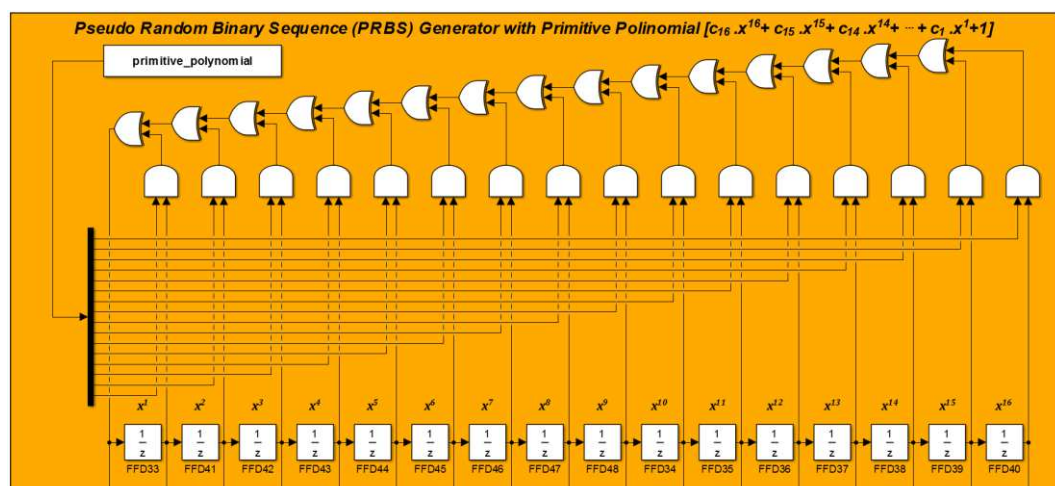 Pseudo Random Binary Sequence (PRBS) Generator with Primitive Polinomial [c₁₆ .x¹⁶+ c₁₅ .x¹⁵+ c₁₄ .x¹⁴+ ··· + c₁ .x¹+1]
primitive_polynomial
x¹ x² x³ x⁴ x⁵ x⁶ x⁷ x⁸ x⁹ x¹⁰ x¹¹ x¹² x¹³ x¹⁴ x¹⁵ x¹⁶
1 1 1 1 1 1 1 1 1 1 1 1 1 1 1 1
z z z z z z z z z z z z z z z z
FFD33 FFD41 FFD42 FFD43 FFD44 FFD45 FFD46 FFD47 FFD48 FFD34 FFD35 FFD36 FFD37 FFD38 FFD39 FFD40